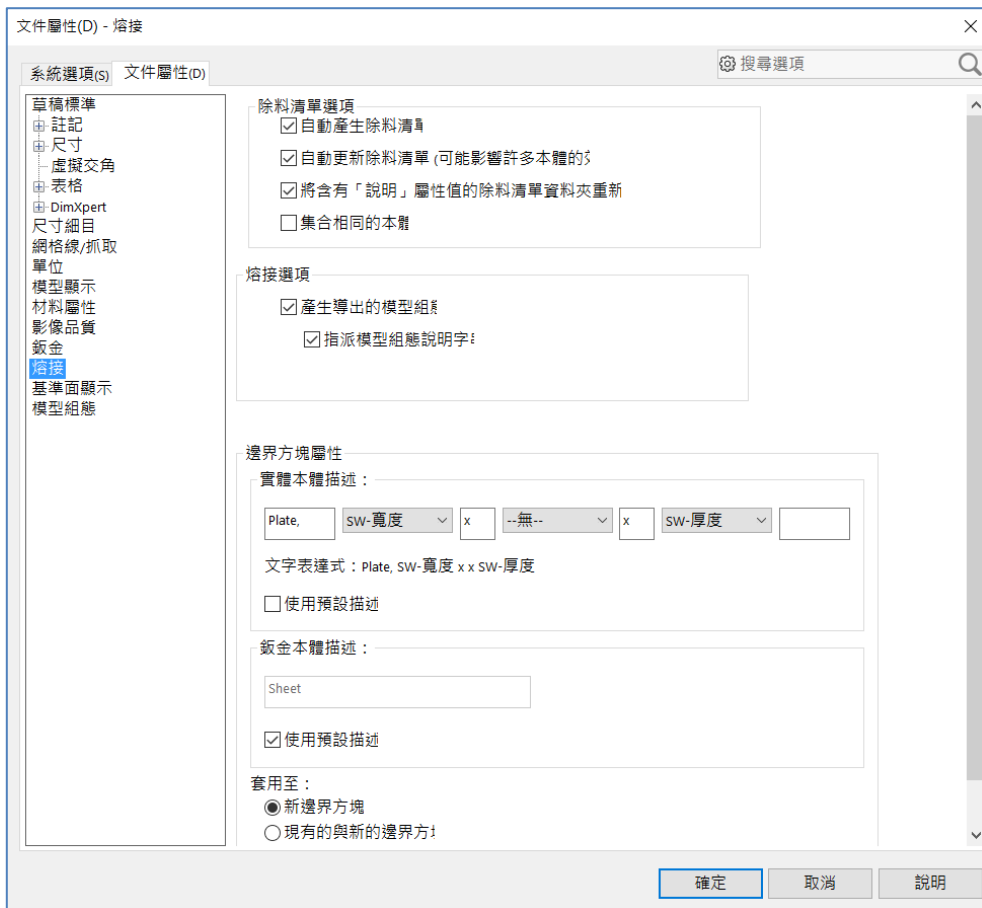 文件屬性(D) - 熔接
系統選項(S)
文件屬性(D)
搜尋選項
草稿標準
註記
尺寸
虛擬交角
表格
DimXpert
尺寸細目
網格線/抓取
單位
模型顯示
材料屬性
影像品質
鈑金
熔接
基準面顯示
模型組態
除料清單選項
自動產生除料清單
自動更新除料清單 (可能影響許多本體的效
將含有「說明」屬性值的除料清單資料夾重新
集合相同的本體
熔接選項
產生導出的模型組態
指派模型組態說明字串
邊界方塊屬性
實體本體描述：
Plate, SW-寬度 x --無-- x SW-厚度
文字表達式：Plate, SW-寬度 x x SW-厚度
使用預設描述
鈑金本體描述：
Sheet
使用預設描述
套用至：
新邊界方塊
現有的與新的邊界方塊
確定 取消 說明